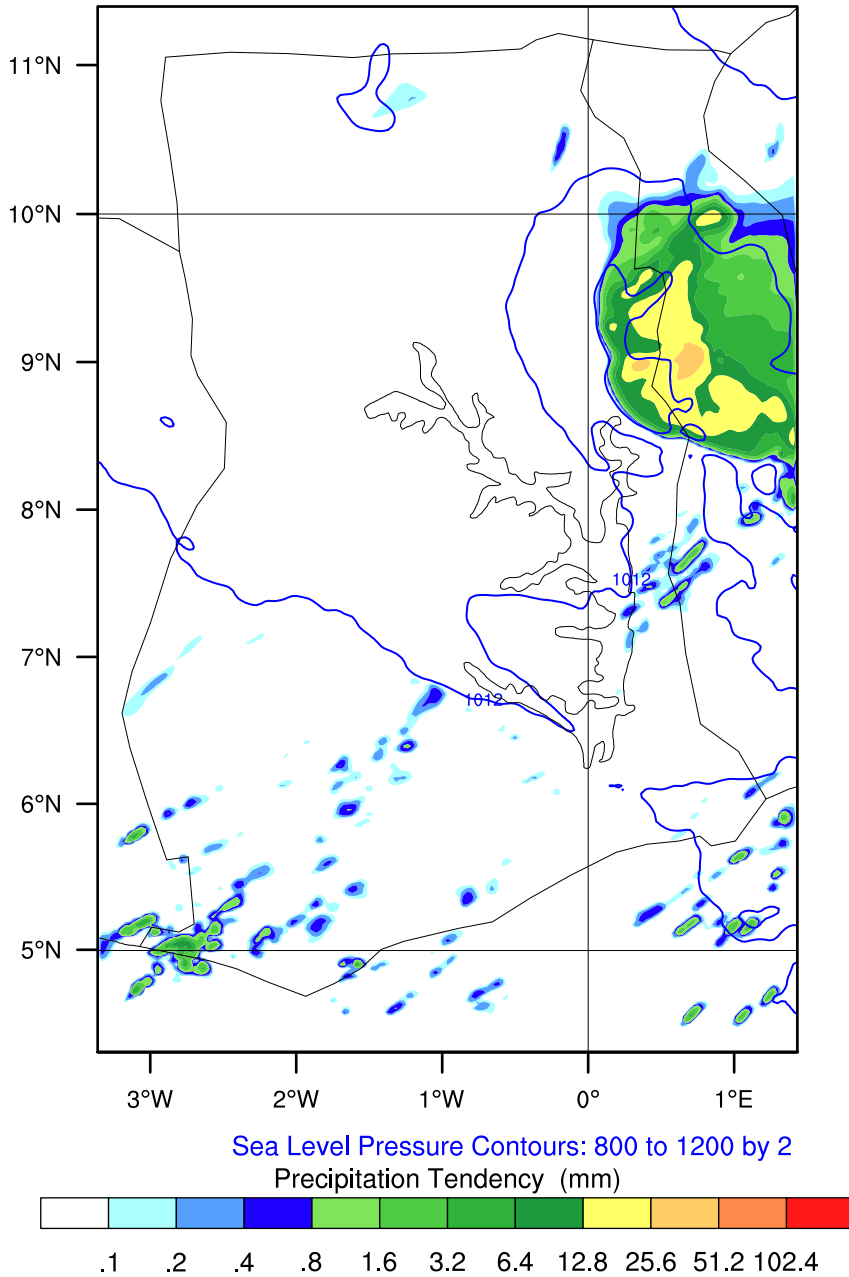 11°N
10°N
9°N
8°N
1012
7°N
1012
6°N
5°N
3°W 2°W 1°W 0° 1°E
Sea Level Pressure Contours: 800 to 1200 by 2
Precipitation Tendency (mm)
.1 .2 .4 .8 1.6 3.2 6.4 12.8 25.6 51.2 102.4